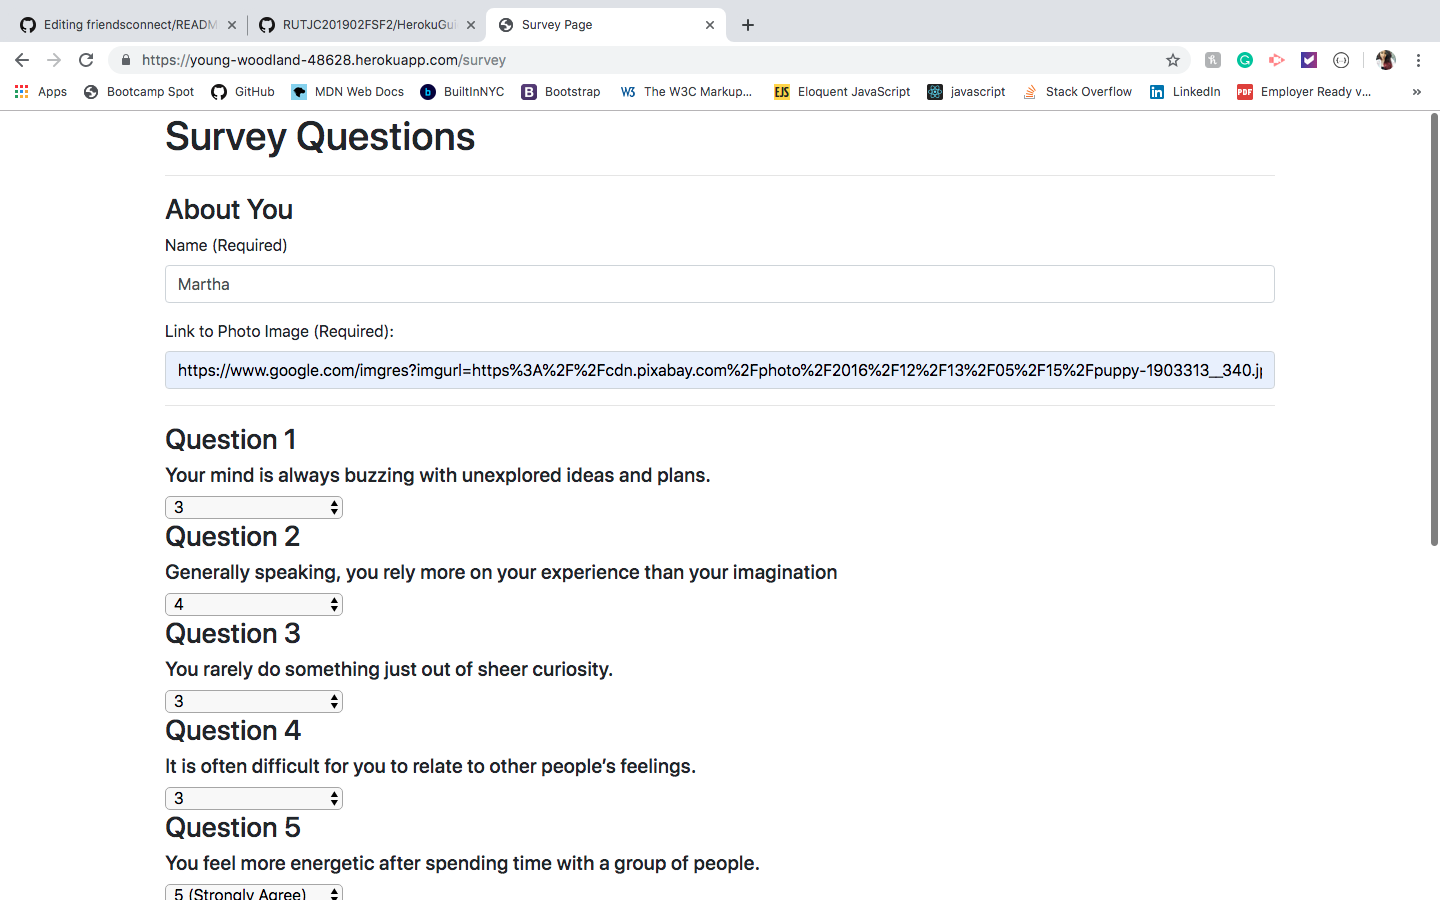 Editing friendsconnect/READM
RUTJC201902FSF2/HerokuGui
Survey Page
https://young-woodland-48628.herokuapp.com/survey
Apps
Bootcamp Spot
GitHub
MDN Web Docs
BuiltInNYC
Bootstrap
The W3C Markup...
Eloquent JavaScript
javascript
Stack Overflow
LinkedIn
Employer Ready v...
»
Survey Questions
About You
Name (Required)
Martha
Link to Photo Image (Required):
https://www.google.com/imgres?imgurl=https%3A%2F%2Fcdn.pixabay.com%2Fphoto%2F2016%2F12%2F13%2F05%2F15%2Fpuppy-1903313__340.jp
Question 1
Your mind is always buzzing with unexplored ideas and plans.
3
Question 2
Generally speaking, you rely more on your experience than your imagination
4
Question 3
You rarely do something just out of sheer curiosity.
3
Question 4
It is often difficult for you to relate to other people’s feelings.
3
Question 5
You feel more energetic after spending time with a group of people.
5 (Strongly Agree)